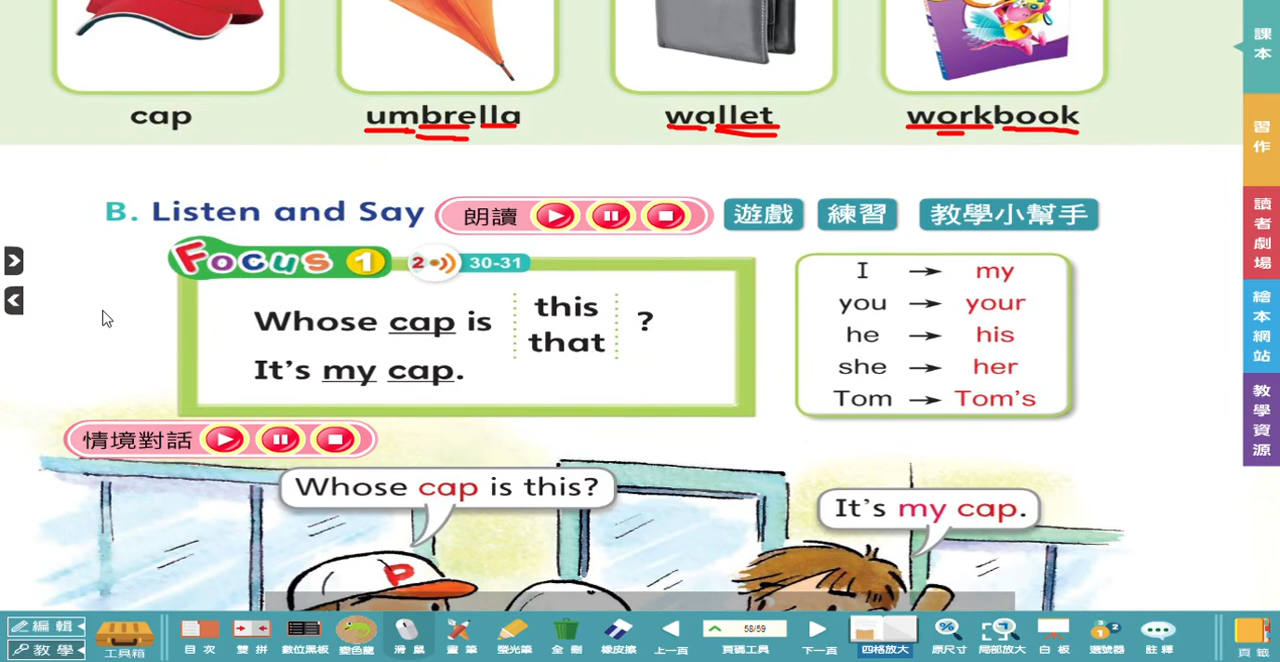 cap umbrella wallet workbook
B. Listen and Say 朗讀 遊戲 練習 教學小幫手
Focus 1 2 30-31
Whose cap is this that ?
It's my cap.
I → my
you → your
he → his
she → her
Tom → Tom's
情境對話
Whose cap is this?
It's my cap.
P
課本
習作
讀者劇場
繪本網站
教學資源
編輯
教學
工具箱 目次 雙拼 數位黑板 變色龍 滑鼠 畫筆 螢光筆 全刪 橡皮擦 上一頁 58/59 頁碼工具 下一頁 四格放大 原尺寸 局部放大 白板 選號器 註釋 頁籤